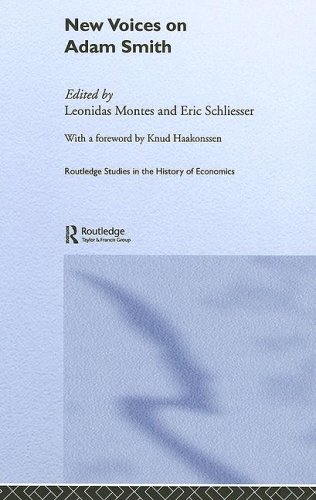 New Voices on
Adam Smith
Edited by
Leonidas Montes and Eric Schliesser
With a foreword by Knud Haakonssen
Routledge Studies in the History of Economics
R Routledge
Taylor & Francis Group